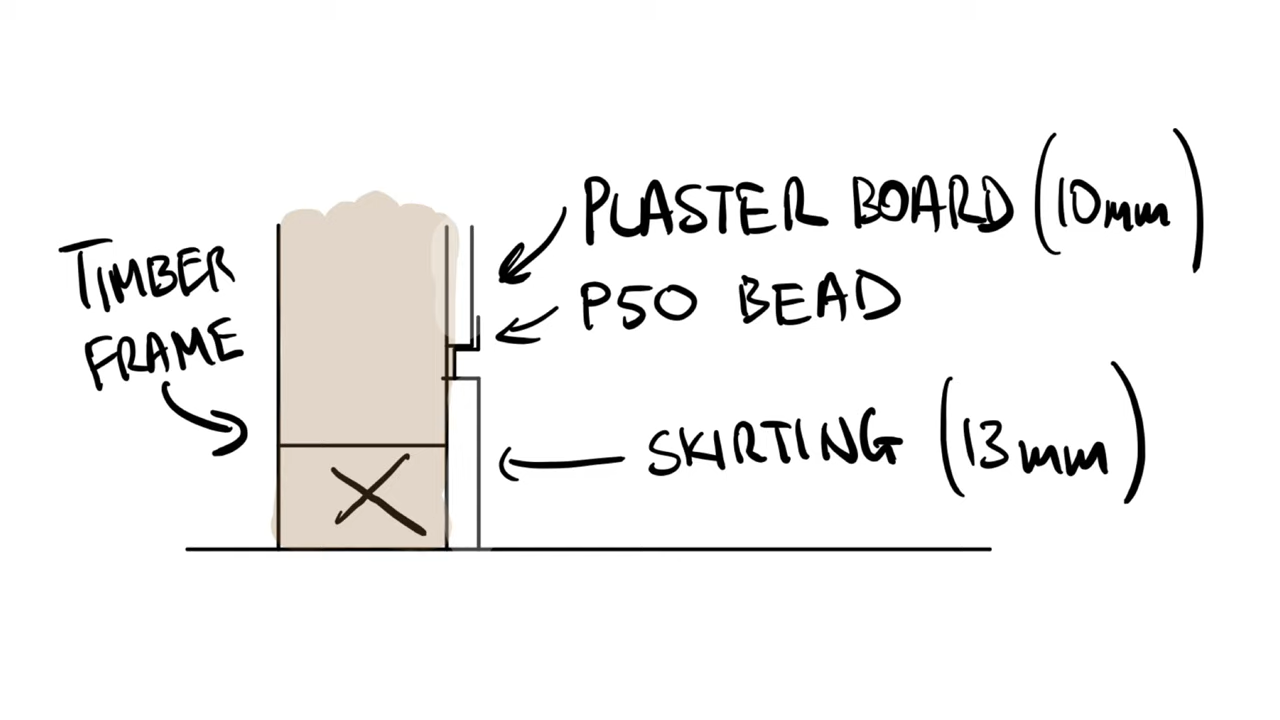 PLASTER BOARD (10mm)
TIMBER
FRAME
P50 BEAD
SKIRTING (13mm)